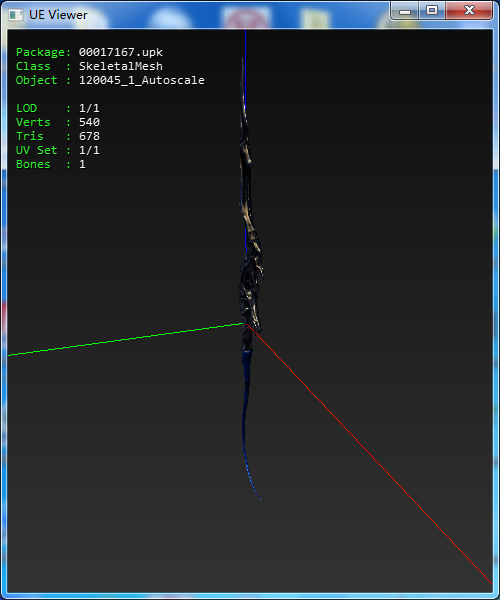 UE Viewer
Package: 00017167.upk
Class  : SkeletalMesh
Object : 120045_1_Autoscale
LOD    : 1/1
Verts  : 540
Tris   : 678
UV Set : 1/1
Bones  : 1